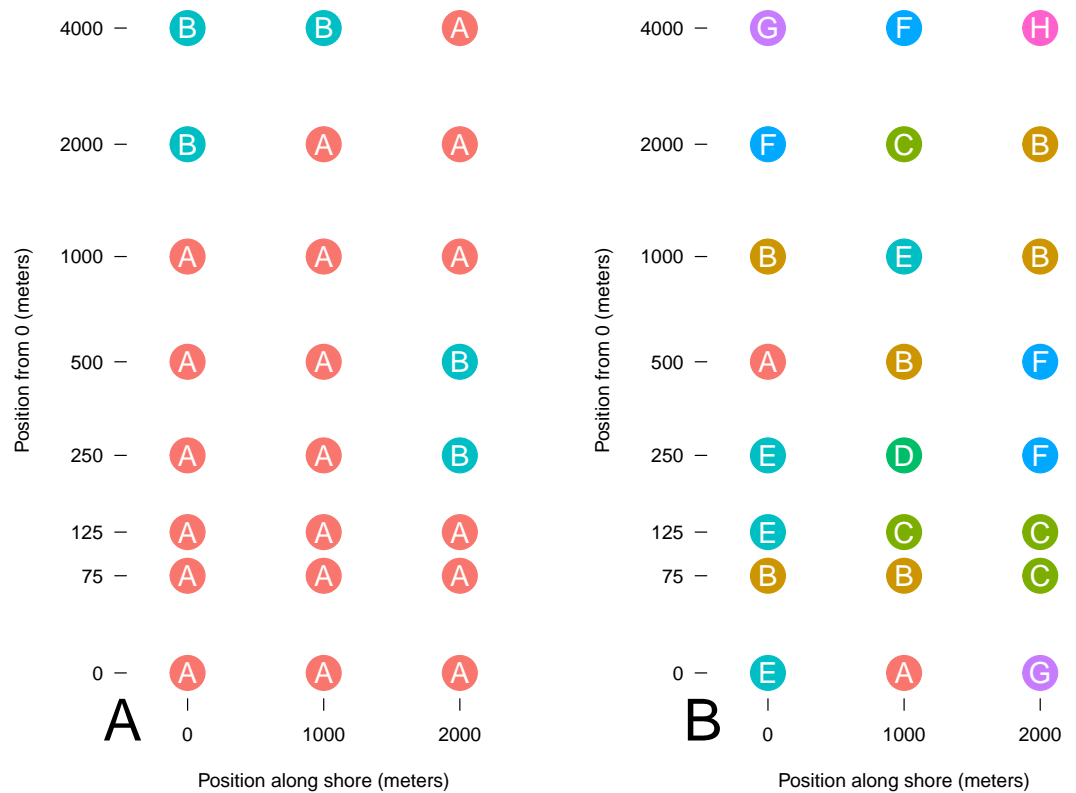 4000 B B A
2000 B A A
1000 A A A
500 A A B
250 A A B
125 A A A
75 A A A
0 A A A
Position from 0 (meters)
A
0 1000 2000
Position along shore (meters)
4000 G F H
2000 F C B
1000 B E B
500 A B F
250 E D F
125 E C C
75 B B C
0 E A G
Position from 0 (meters)
B
0 1000 2000
Position along shore (meters)